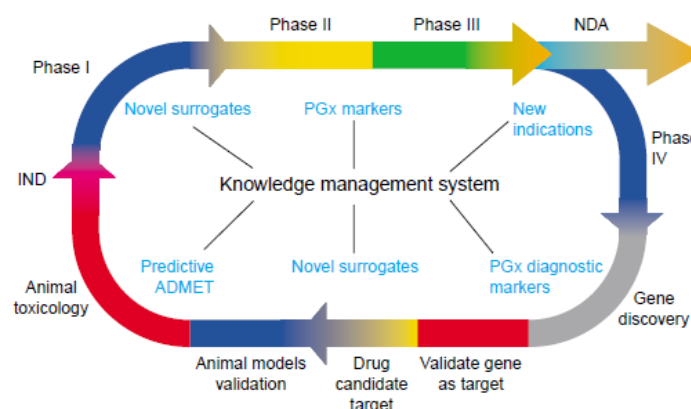 Phase II
Phase III
NDA
Phase I
Novel surrogates
PGx markers
New
indications
Phase
IV
IND
Knowledge management system
Predictive
ADMET
Novel surrogates
PGx diagnostic
markers
Animal
toxicology
Gene
discovery
Animal models
validation
Drug
candidate
target
Validate gene
as target